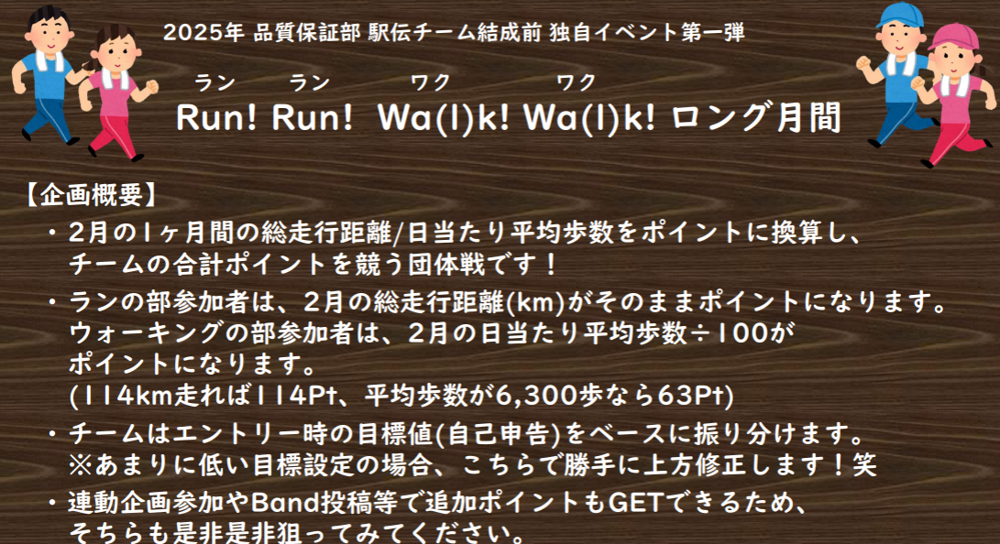 2025年 品質保証部 駅伝チーム結成前 独自イベント第一弾
ラン ラン ワク ワク
Run! Run! Wa(l)k! Wa(l)k! ロング月間
【企画概要】
・2月の1ヶ月間の総走行距離/日当たり平均歩数をポイントに換算し、
チームの合計ポイントを競う団体戦です！
・ランの部参加者は、2月の総走行距離(km)がそのままポイントになります。
ウォーキングの部参加者は、2月の日当たり平均歩数÷100が
ポイントになります。
(114km走れば114Pt、平均歩数が6,300歩なら63Pt)
・チームはエントリー時の目標値(自己申告)をベースに振り分けます。
※あまりに低い目標設定の場合、こちらで勝手に上方修正します！笑
・連動企画参加やBand投稿等で追加ポイントもGETできるため、
そちらも是非是非狙ってみてください。